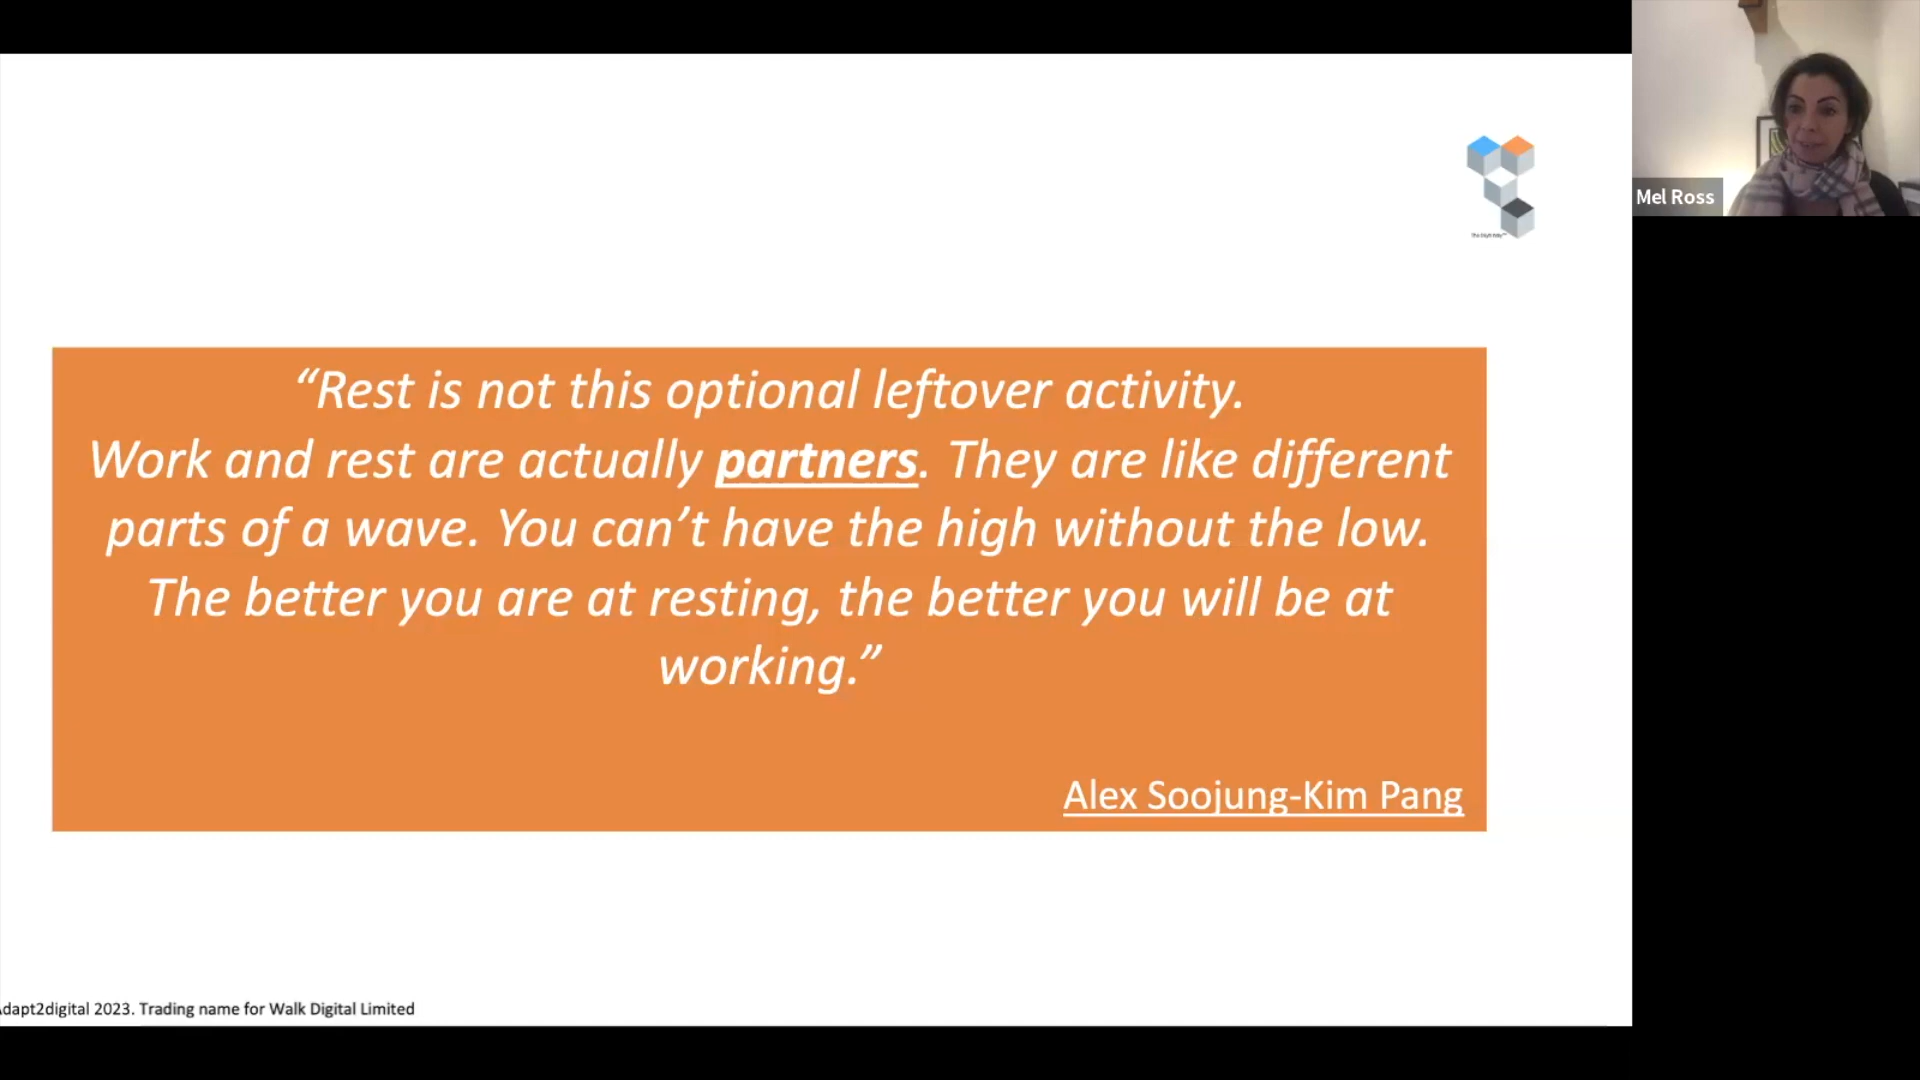 Mel Ross
“Rest is not this optional leftover activity.
Work and rest are actually partners. They are like different
parts of a wave. You can’t have the high without the low.
The better you are at resting, the better you will be at
working.”
Alex Soojung-Kim Pang
dapt2digital 2023. Trading name for Walk Digital Limited